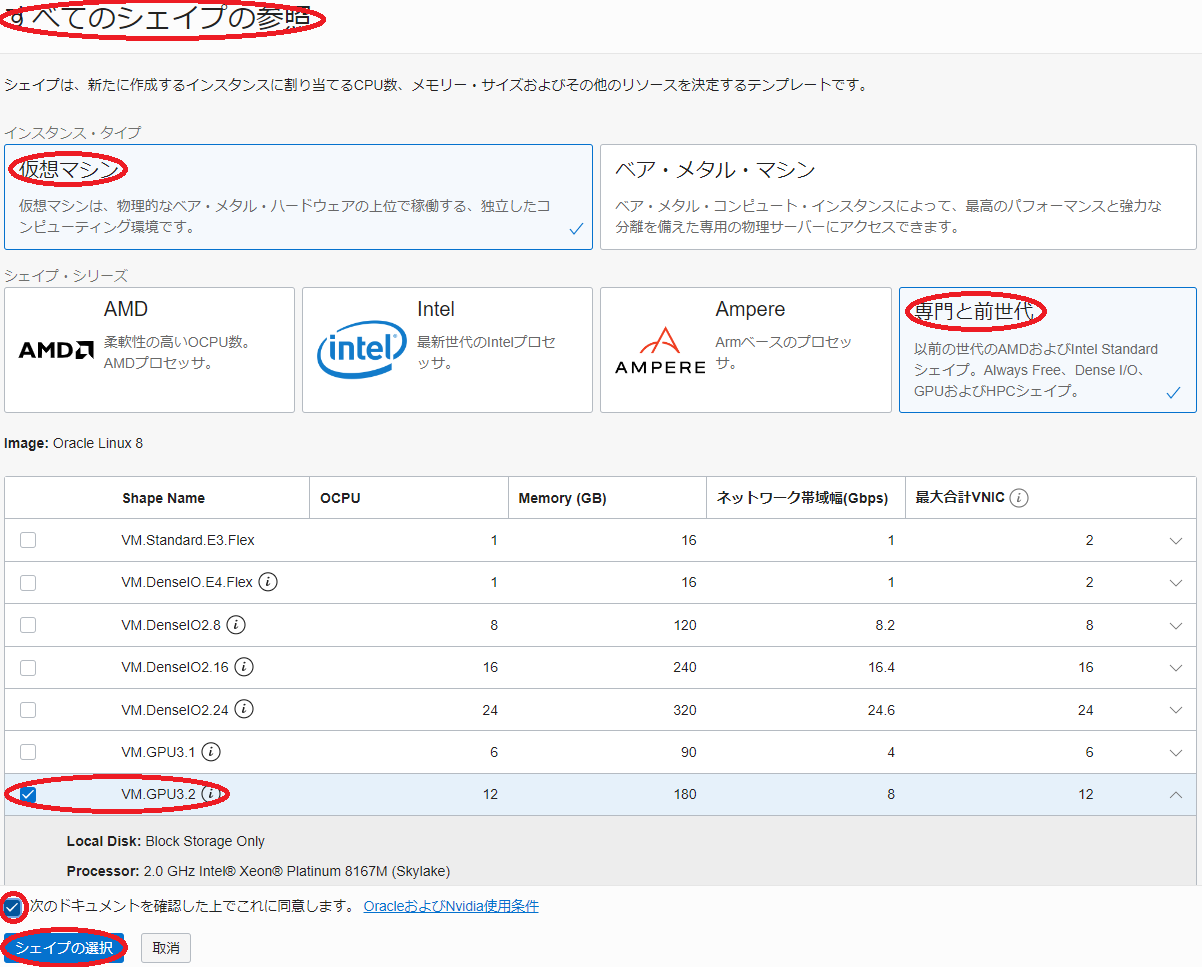 すべてのシェイプの参照
シェイプは、新たに作成するインスタンスに割り当てるCPU数、メモリー・サイズおよびその他のリソースを決定するテンプレートです。
インスタンス・タイプ
仮想マシン
仮想マシンは、物理的なベア・メタル・ハードウェアの上位で稼働する、独立したコ
ンピューティング環境です。
ベア・メタル・マシン
ベア・メタル・コンピュート・インスタンスによって、最高のパフォーマンスと強力な
分離を備えた専用の物理サーバーにアクセスできます。
シェイプ・シリーズ
AMD
AMD
柔軟性の高いOCPU数。
AMDプロセッサ。
intel
Intel
最新世代のIntelプロセ
ッサ。
AMPERE
Ampere
Armベースのプロセッ
サ。
専門と前世代
以前の世代のAMDおよびIntel Standard
シェイプ。Always Free、Dense I/O、
GPUおよびHPCシェイプ。
Image: Oracle Linux 8
Shape Name OCPU Memory (GB) ネットワーク帯域幅(Gbps) 最大合計VNIC i
VM.Standard.E3.Flex 1 16 1 2
VM.DenseIO.E4.Flex i 1 16 1 2
VM.DenseIO2.8 i 8 120 8.2 8
VM.DenseIO2.16 i 16 240 16.4 16
VM.DenseIO2.24 i 24 320 24.6 24
VM.GPU3.1 i 6 90 4 6
VM.GPU3.2 i 12 180 8 12
Local Disk: Block Storage Only
Processor: 2.0 GHz Intel® Xeon® Platinum 8167M (Skylake)
次のドキュメントを確認した上でこれに同意します。 OracleおよびNvidia使用条件
シェイプの選択 取消